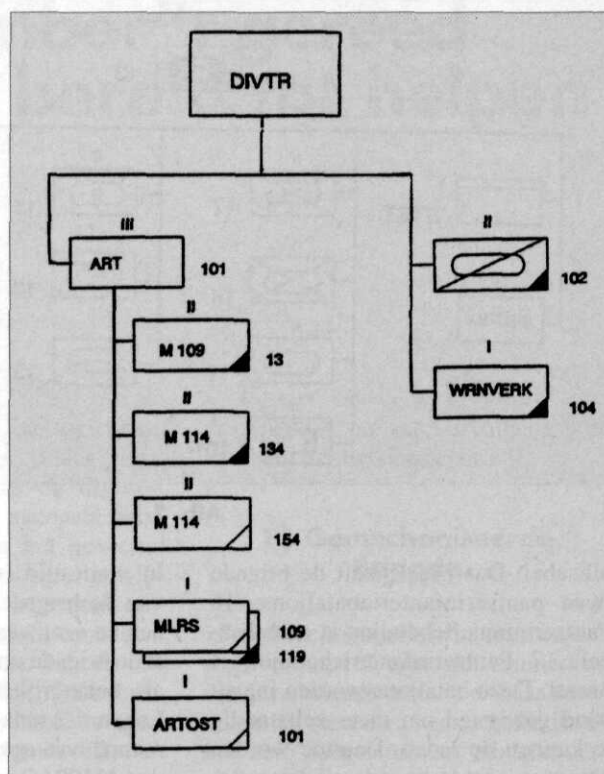 DIVTR
III
ART 101
II
M 109 13
II
M 114 134
II
M 114 154
I
MLRS 109
119
I
ARTOST 101
II
102
I
WRNVERK 104